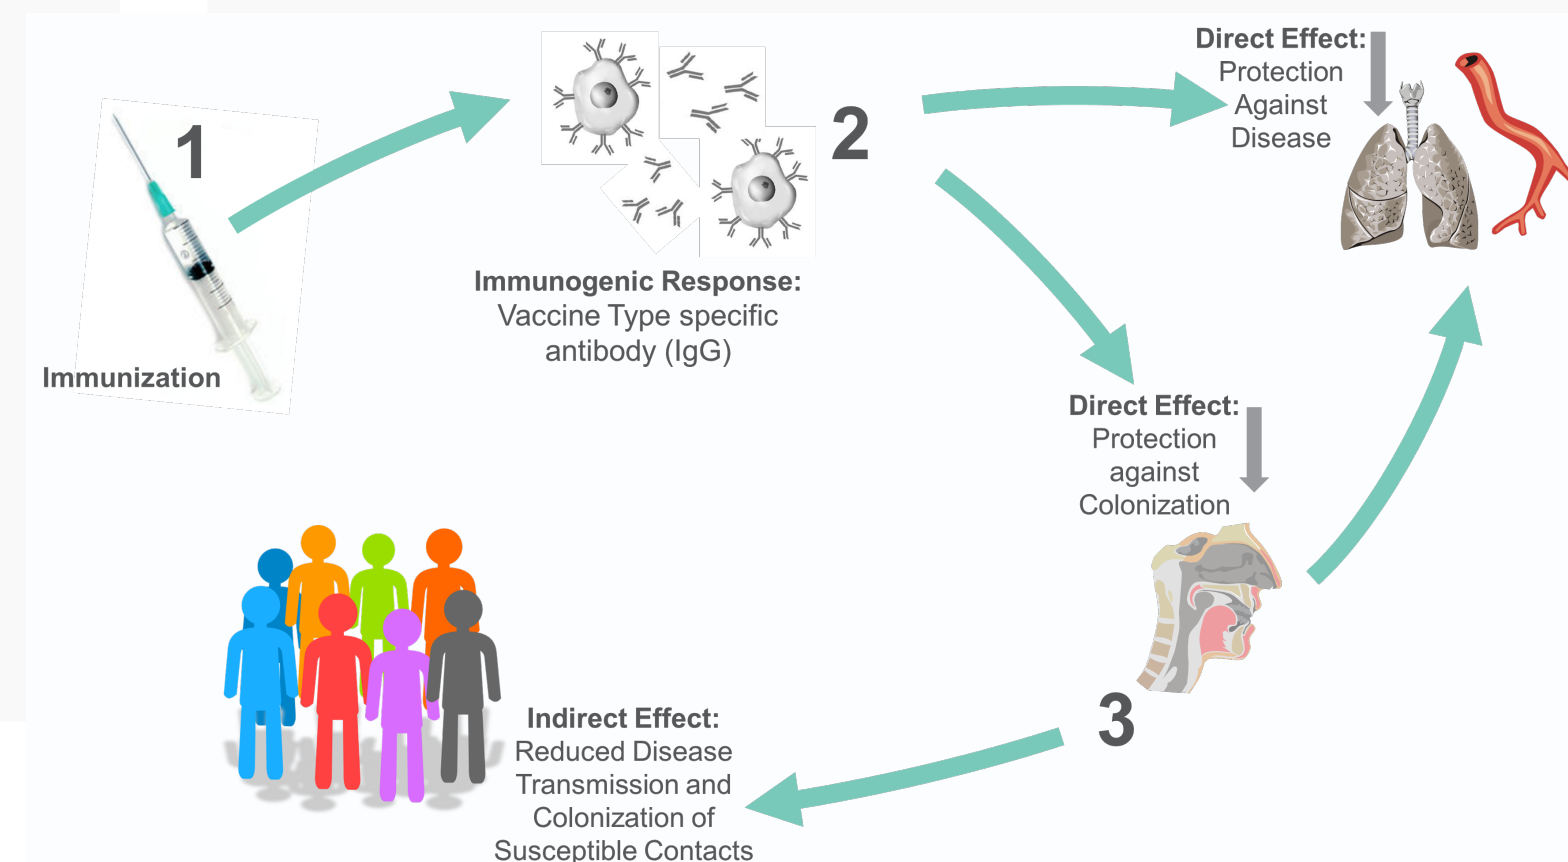 1
Immunization
2
Immunogenic Response:
Vaccine Type specific
antibody (IgG)
Direct Effect:
Protection
Against
Disease
Direct Effect:
Protection
against
Colonization
3
Indirect Effect:
Reduced Disease
Transmission and
Colonization of
Susceptible Contacts